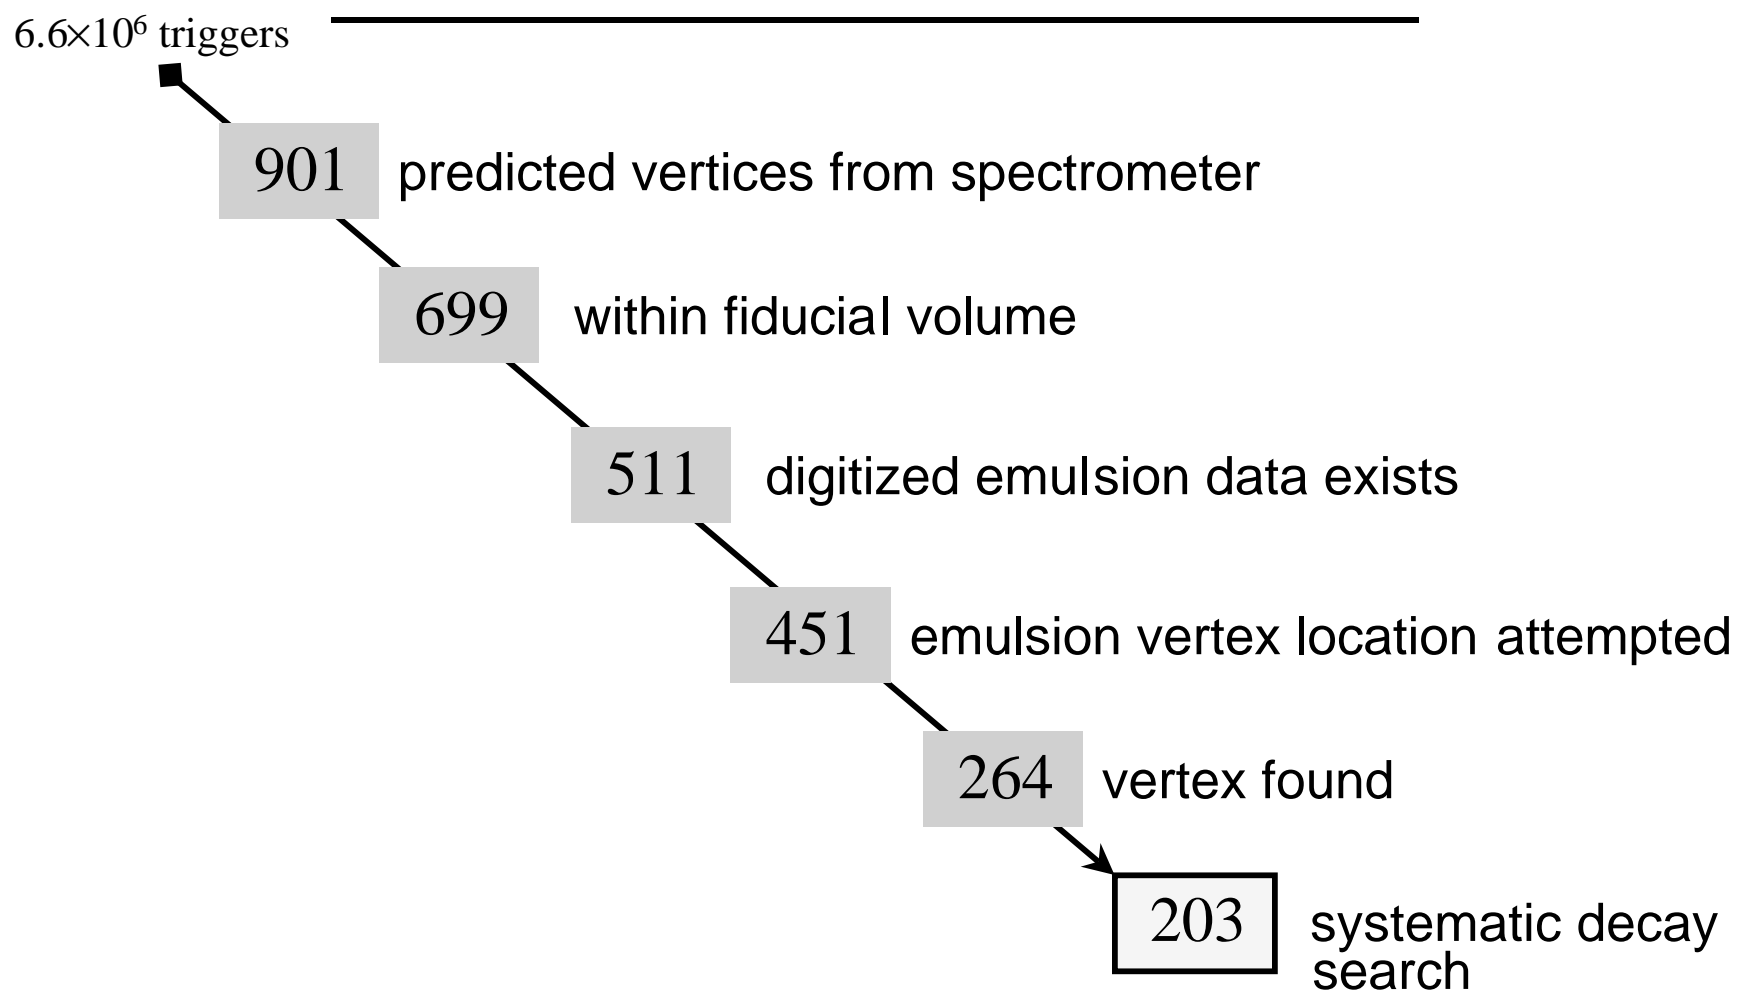 6.6×10⁶ triggers
901 predicted vertices from spectrometer
699 within fiducial volume
511 digitized emulsion data exists
451 emulsion vertex location attempted
264 vertex found
203 systematic decay
search